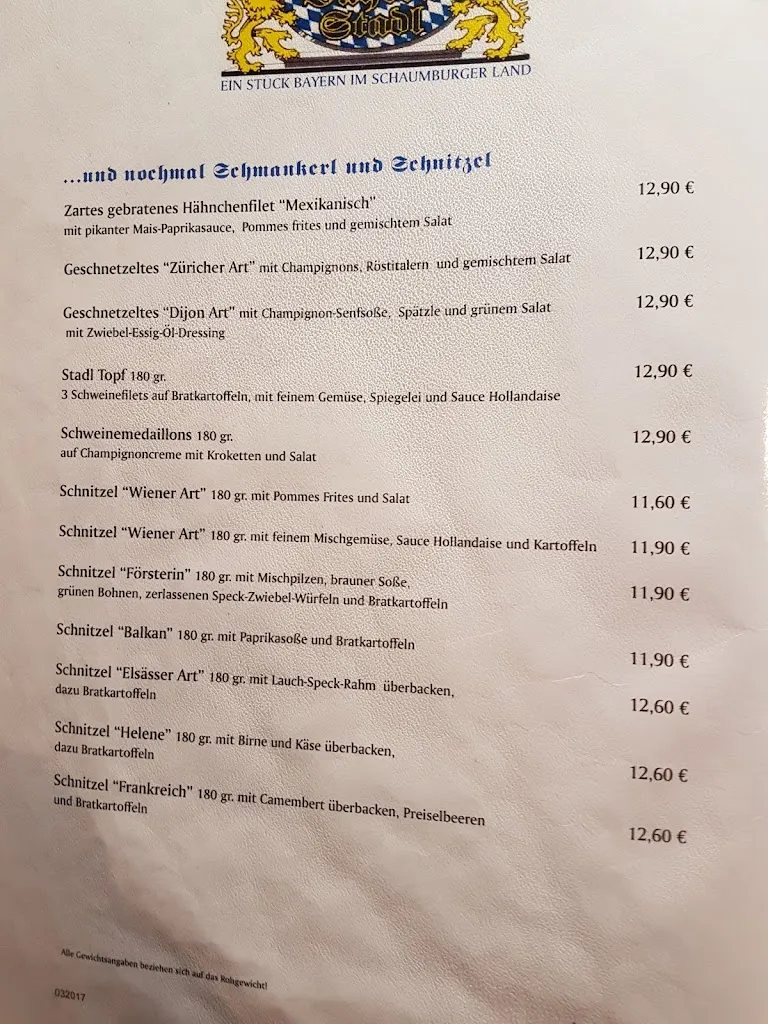 Stadl
EIN STÜCK BAYERN IM SCHAUMBURGER LAND
...und nochmal Schmankerl und Schnitzel
Zartes gebratenes Hähnchenfilet “Mexikanisch” 12,90 €
mit pikanter Mais-Paprikasauce, Pommes frites und gemischtem Salat
Geschnetzeltes “Züricher Art” mit Champignons, Röstitalern und gemischtem Salat 12,90 €
Geschnetzeltes “Dijon Art” mit Champignon-Senfsoße, Spätzle und grünem Salat 12,90 €
mit Zwiebel-Essig-Öl-Dressing
Stadl Topf 180 gr. 12,90 €
3 Schweinefilets auf Bratkartoffeln, mit feinem Gemüse, Spiegelei und Sauce Hollandaise
Schweinemedaillons 180 gr. 12,90 €
auf Champignoncreme mit Kroketten und Salat
Schnitzel “Wiener Art” 180 gr. mit Pommes Frites und Salat 11,60 €
Schnitzel “Wiener Art” 180 gr. mit feinem Mischgemüse, Sauce Hollandaise und Kartoffeln 11,90 €
Schnitzel “Försterin” 180 gr. mit Mischpilzen, brauner Soße, 11,90 €
grünen Bohnen, zerlassenen Speck-Zwiebel-Würfeln und Bratkartoffeln
Schnitzel “Balkan” 180 gr. mit Paprikasoße und Bratkartoffeln 11,90 €
Schnitzel “Elsässer Art” 180 gr. mit Lauch-Speck-Rahm überbacken, 12,60 €
dazu Bratkartoffeln
Schnitzel “Helene” 180 gr. mit Birne und Käse überbacken, 12,60 €
dazu Bratkartoffeln
Schnitzel “Frankreich” 180 gr. mit Camembert überbacken, Preiselbeeren 12,60 €
und Bratkartoffeln
Alle Gewichtsangaben beziehen sich auf das Rohgewicht!
032017